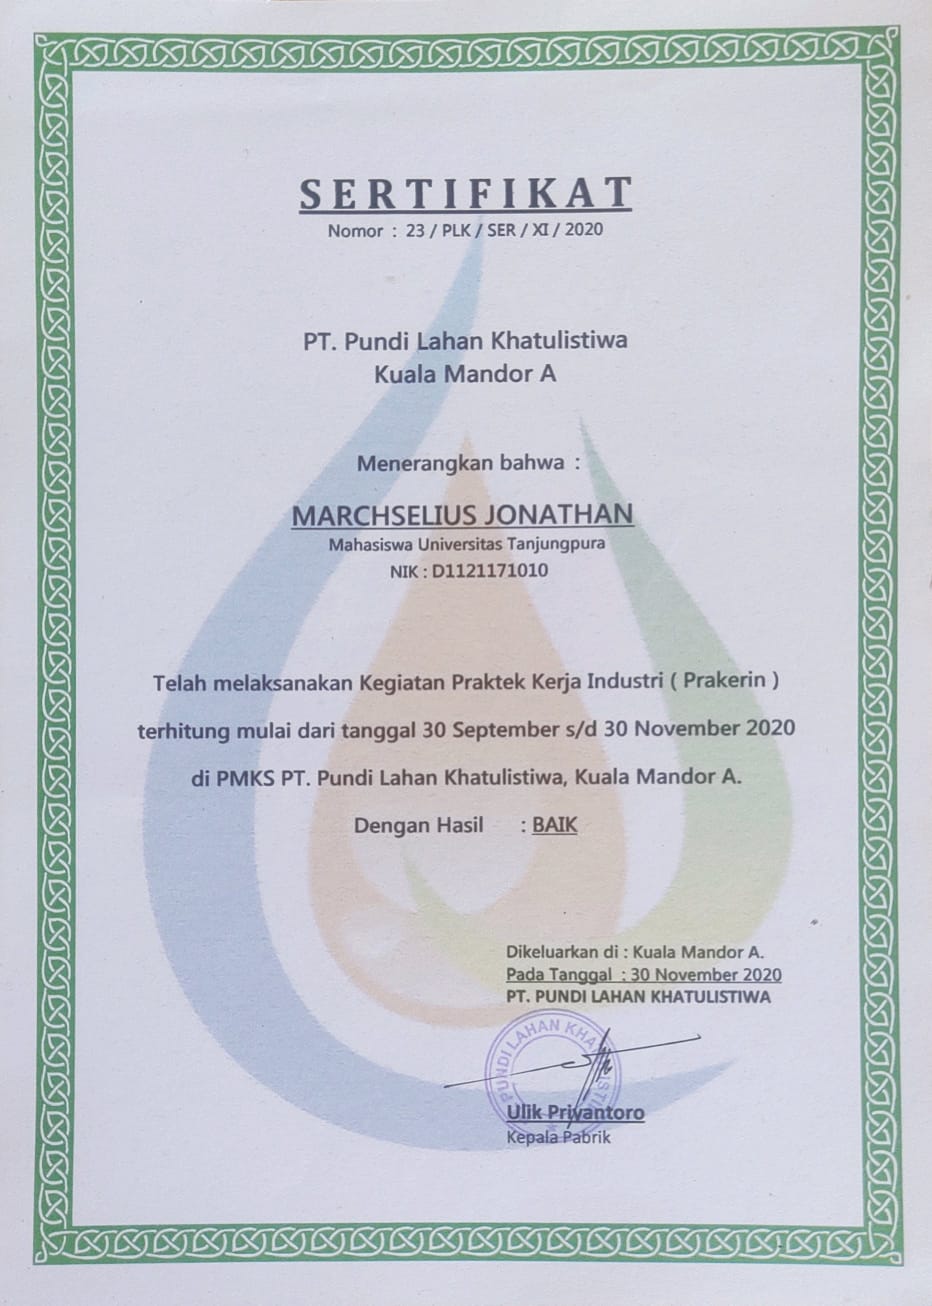 SERTIFIKAT
Nomor : 23 / PLK / SER / XI / 2020
PT. Pundi Lahan Khatulistiwa
Kuala Mandor A
Menerangkan bahwa :
MARCHSELIUS JONATHAN
Mahasiswa Universitas Tanjungpura
NIK : D1121171010
Telah melaksanakan Kegiatan Praktek Kerja Industri ( Prakerin )
terhitung mulai dari tanggal 30 September s/d 30 November 2020
di PMKS PT. Pundi Lahan Khatulistiwa, Kuala Mandor A.
Dengan Hasil : BAIK
Dikeluarkan di : Kuala Mandor A.
Pada Tanggal : 30 November 2020
PT. PUNDI LAHAN KHATULISTIWA
PUNDI LAHAN
Ulik Priyantoro
Kepala Pabrik